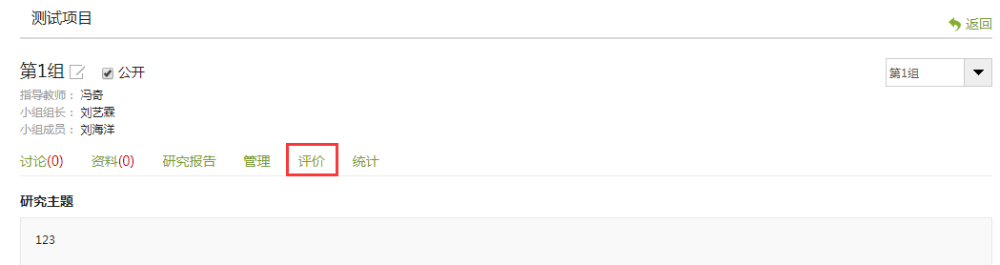 测试项目
返回
第1组 公开
第1组
指导教师： 冯奇
小组组长： 刘艺霖
小组成员： 刘海洋
讨论(0) 资料(0) 研究报告 管理 评价 统计
研究主题
123